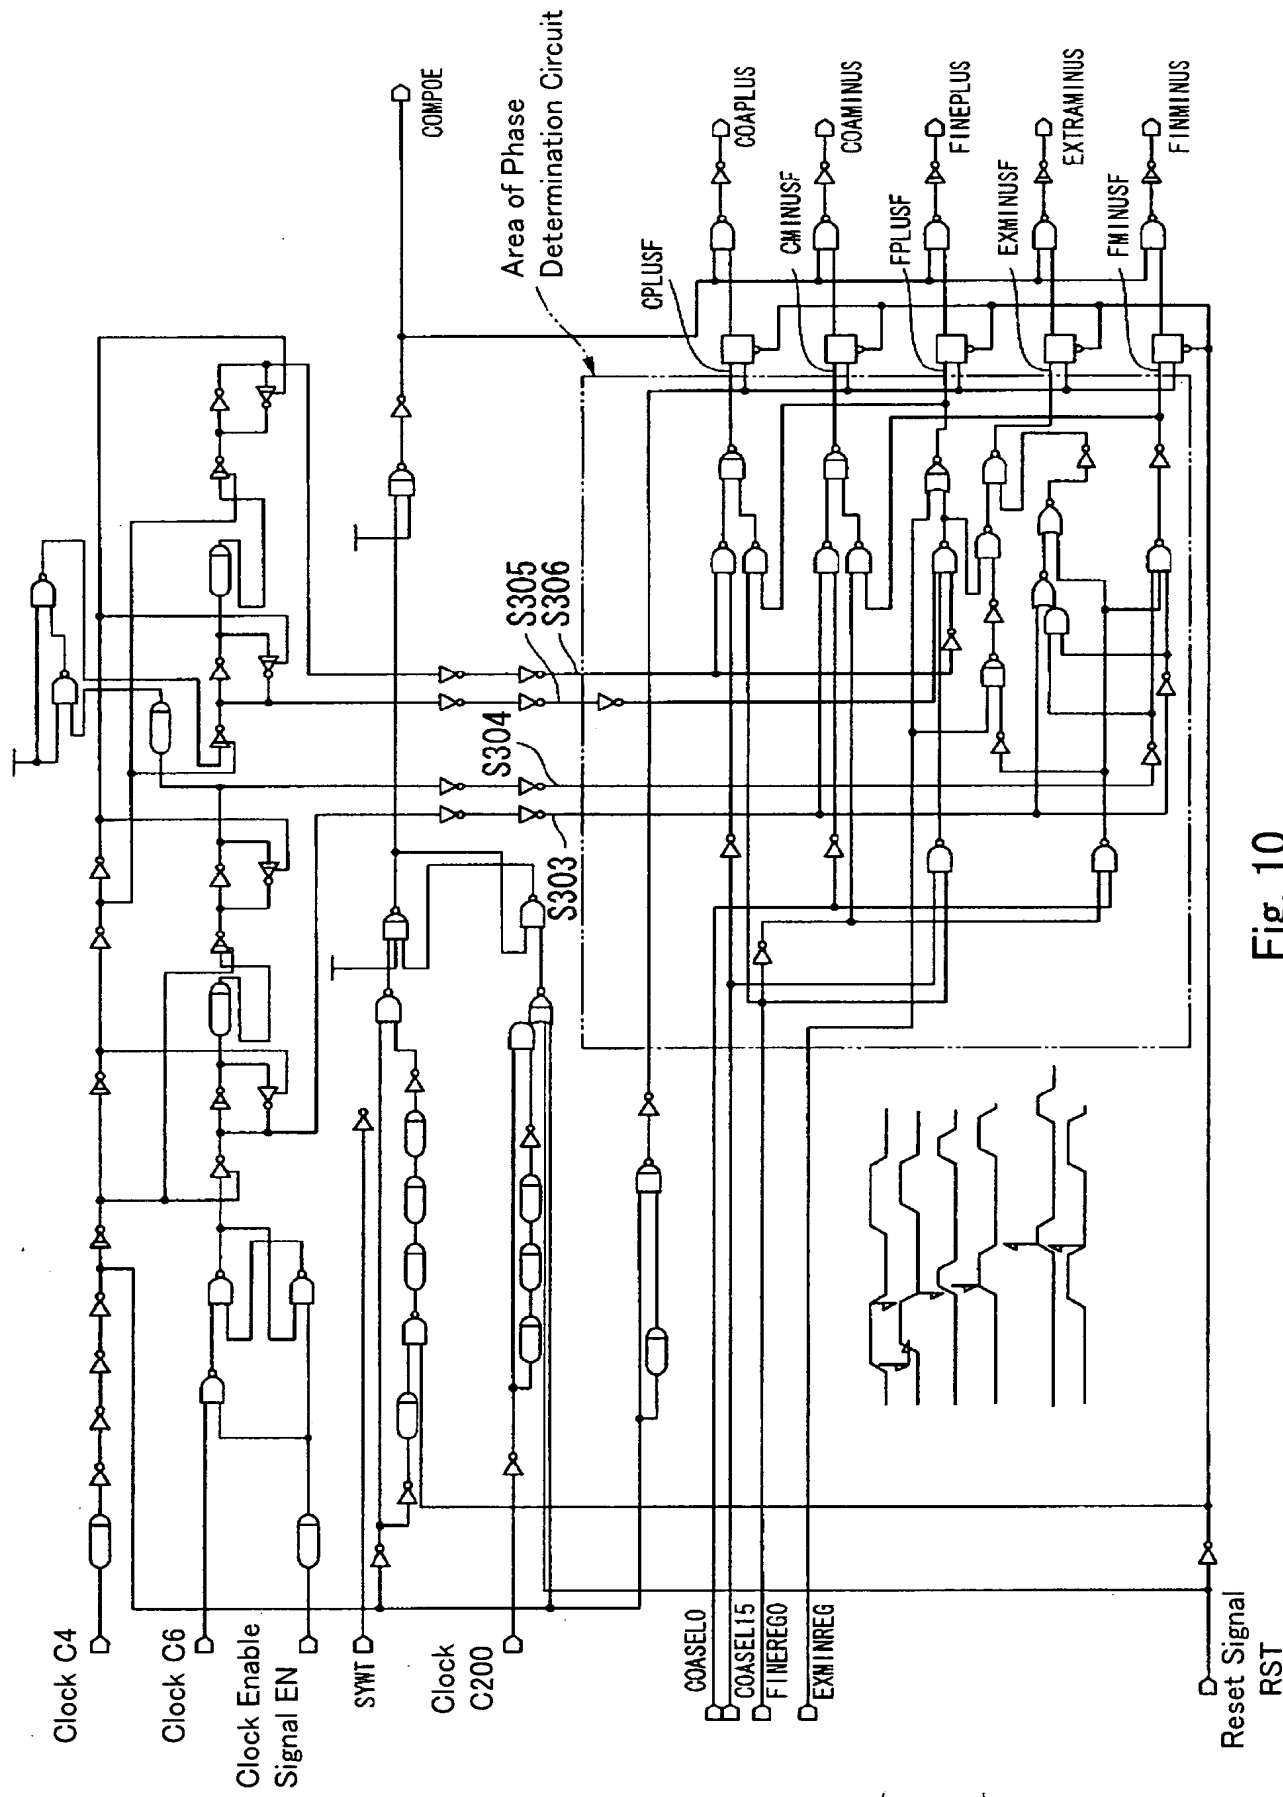 Clock C4
Clock C6
Clock Enable
Signal EN
SYWT
Clock
C200
COASEL0
COASEL15
FINEREG0
EXMINREG
Reset Signal
RST
S303
S304
S305
S306
COMPOE
Area of Phase
Determination Circuit
CPLUSF
CMINUSF
FPLUSF
EXMINUSF
FMINUSF
COAPLUS
COAMINUS
FINEPLUS
EXTRAMINUS
FINMINUS
Fig. 10